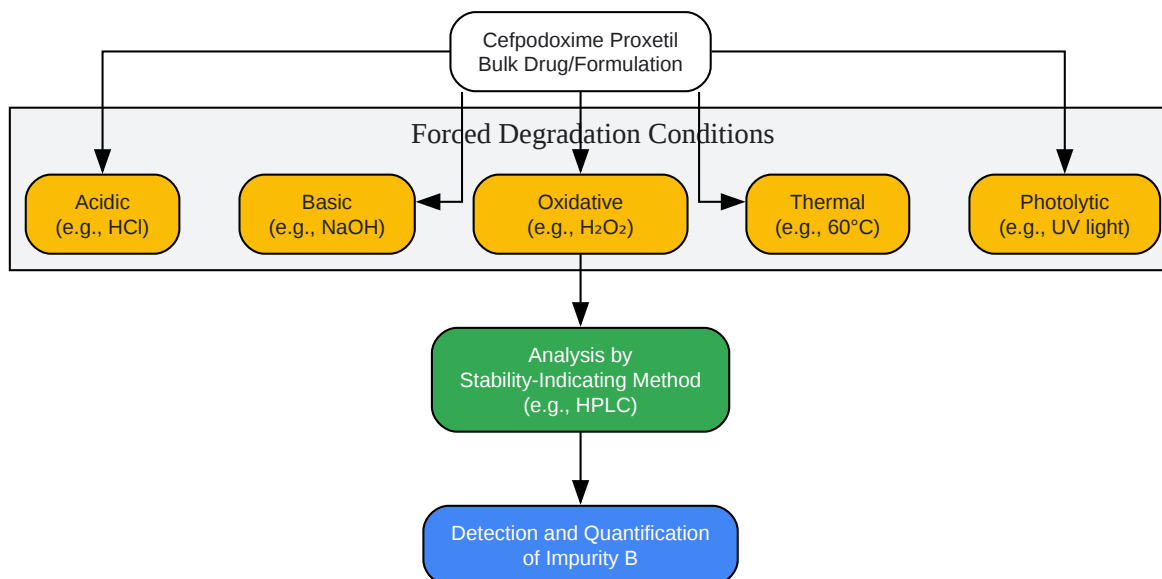 Cefpodoxime Proxetil
Bulk Drug/Formulation
Forced Degradation Conditions
Acidic
(e.g., HCl)
Basic
(e.g., NaOH)
Oxidative
(e.g., H₂O₂)
Thermal
(e.g., 60°C)
Photolytic
(e.g., UV light)
Analysis by
Stability-Indicating Method
(e.g., HPLC)
Detection and Quantification
of Impurity B